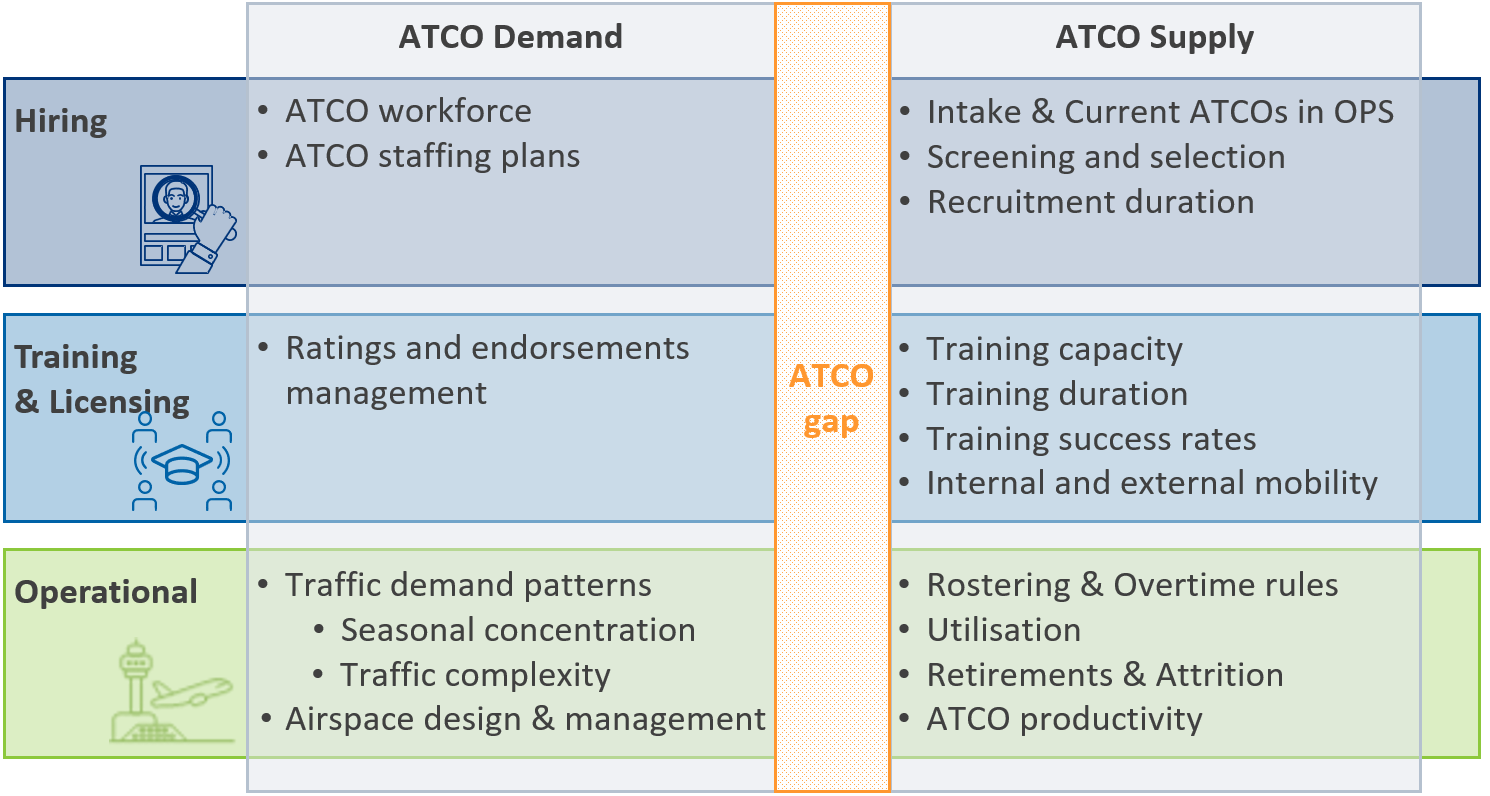 ATCO Demand
ATCO Supply
Hiring
• ATCO workforce
• ATCO staffing plans
• Intake & Current ATCOs in OPS
• Screening and selection
• Recruitment duration
Training
& Licensing
• Ratings and endorsements
management
ATCO
gap
• Training capacity
• Training duration
• Training success rates
• Internal and external mobility
Operational
• Traffic demand patterns
• Seasonal concentration
• Traffic complexity
• Airspace design & management
• Rostering & Overtime rules
• Utilisation
• Retirements & Attrition
• ATCO productivity